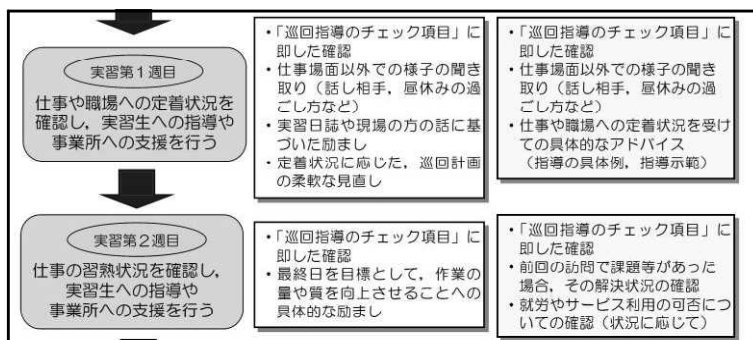 実習第1週目
仕事や職場への定着状況を
確認し，実習生への指導や
事業所への支援を行う
・「巡回指導のチェック項目」に
即した確認
・仕事場面以外での様子の聞き
取り（話し相手，昼休みの過
ごし方など）
・実習日誌や現場の方の話に基
づいた励まし
・定着状況に応じた，巡回計画
の柔軟な見直し
・「巡回指導のチェック項目」に
即した確認
・仕事場面以外での様子の聞き
取り（話し相手，昼休みの過
ごし方など）
・仕事や職場への定着状況を受け
ての具体的なアドバイス
（指導の具体例，指導示範）
実習第2週目
仕事の習熟状況を確認し，
実習生への指導や
事業所への支援を行う
・「巡回指導のチェック項目」に
即した確認
・最終日を目標として，作業の
量や質を向上させることへの
具体的な励まし
・「巡回指導のチェック項目」に
即した確認
・前回の訪問で課題等があった
場合，その解決状況の確認
・就労やサービス利用の可否につ
いての確認（状況に応じて）